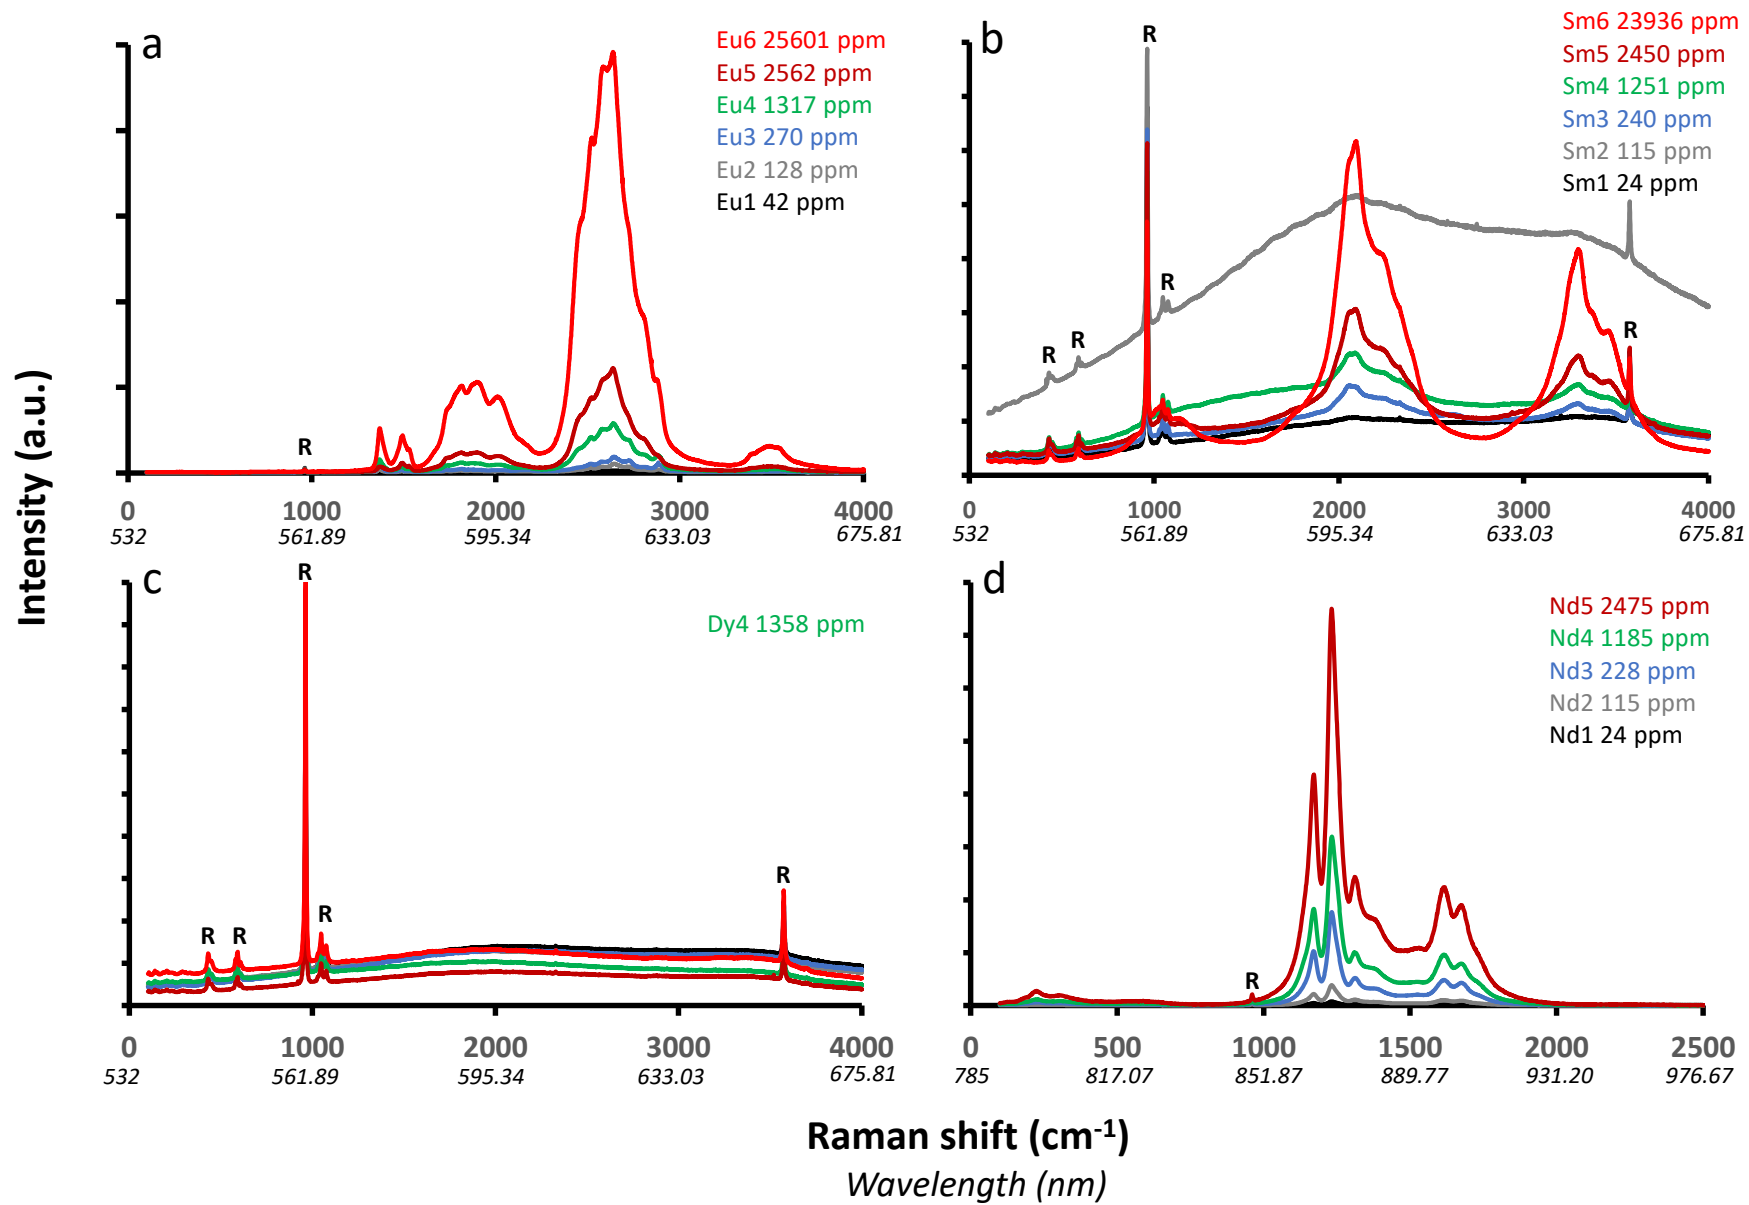 Intensity (a.u.)
a
Eu6 25601 ppm
Eu5 2562 ppm
Eu4 1317 ppm
Eu3 270 ppm
Eu2 128 ppm
Eu1 42 ppm
R
0 1000 2000 3000 4000
532 561.89 595.34 633.03 675.81
b
Sm6 23936 ppm
Sm5 2450 ppm
Sm4 1251 ppm
Sm3 240 ppm
Sm2 115 ppm
Sm1 24 ppm
R
R
R
R
R
0 1000 2000 3000 4000
532 561.89 595.34 633.03 675.81
c
Dy4 1358 ppm
R
R
R
R
R
0 1000 2000 3000 4000
532 561.89 595.34 633.03 675.81
d
Nd5 2475 ppm
Nd4 1185 ppm
Nd3 228 ppm
Nd2 115 ppm
Nd1 24 ppm
R
0 500 1000 1500 2000 2500
785 817.07 851.87 889.77 931.20 976.67
Raman shift (cm⁻¹)
Wavelength (nm)